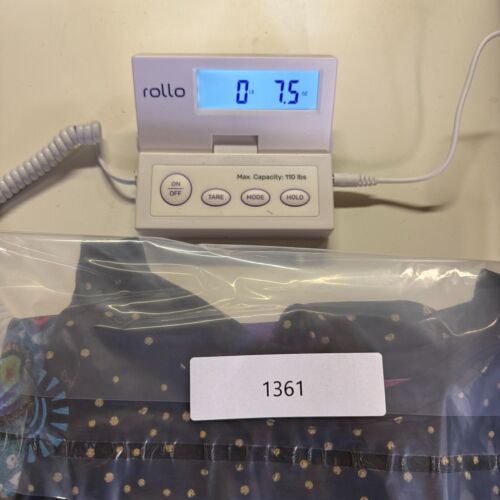 rollo
0 LB 7.5 OZ
Max. Capacity: 110 lbs
ON
OFF
TARE
MODE
HOLD
1361